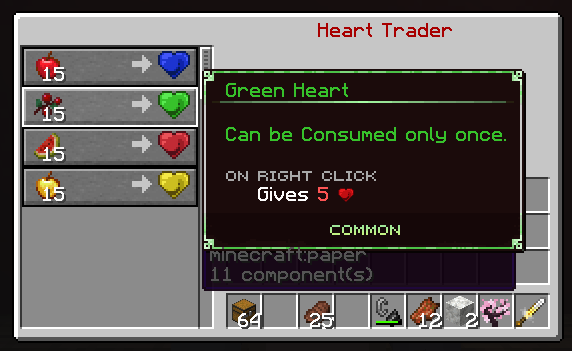 Heart Trader
15
15
15
15
Green Heart
Can be Consumed only once.
ON RIGHT CLICK
Gives 5
COMMON
minecraft:paper
11 component(s)
64 25 12 2